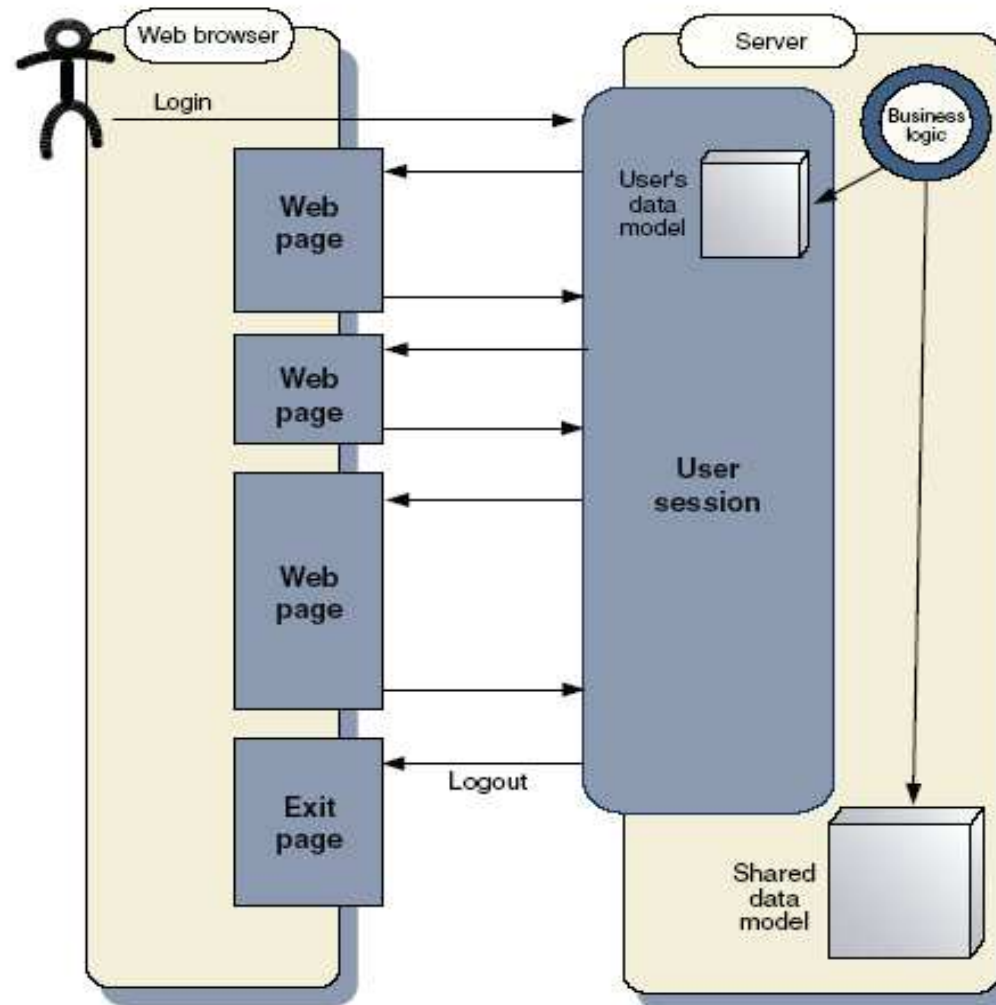 Web browser
Server
Login
Business
logic
User's
data
model
Web
page
Web
page
User
session
Web
page
Logout
Exit
page
Shared
data
model